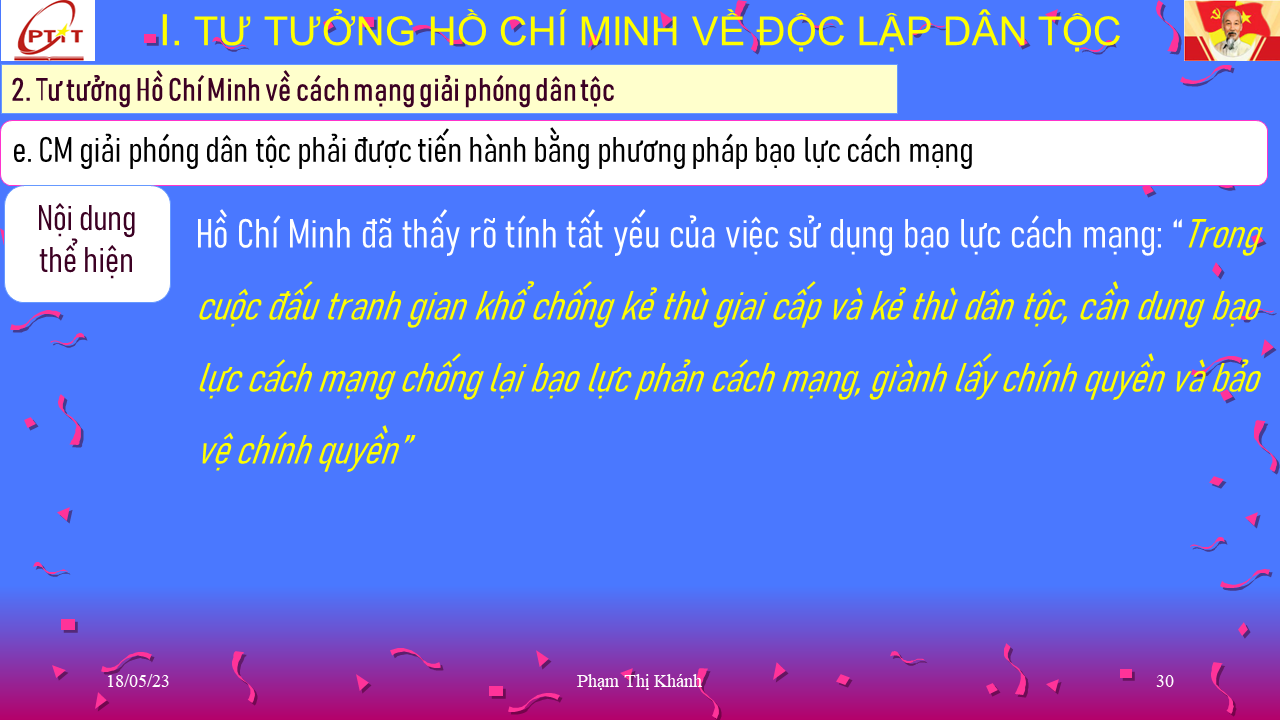 PTIT
I. TƯ TƯỞNG HỒ CHÍ MINH VỀ ĐỘC LẬP DÂN TỘC
2. Tư tưởng Hồ Chí Minh về cách mạng giải phóng dân tộc
e. CM giải phóng dân tộc phải được tiến hành bằng phương pháp bạo lực cách mạng
Nội dung
thể hiện
Hồ Chí Minh đã thấy rõ tính tất yếu của việc sử dụng bạo lực cách mạng: “Trong
cuộc đấu tranh gian khổ chống kẻ thù giai cấp và kẻ thù dân tộc, cần dung bạo
lực cách mạng chống lại bạo lực phản cách mạng, giành lấy chính quyền và bảo
vệ chính quyền”
18/05/23
Phạm Thị Khánh
30